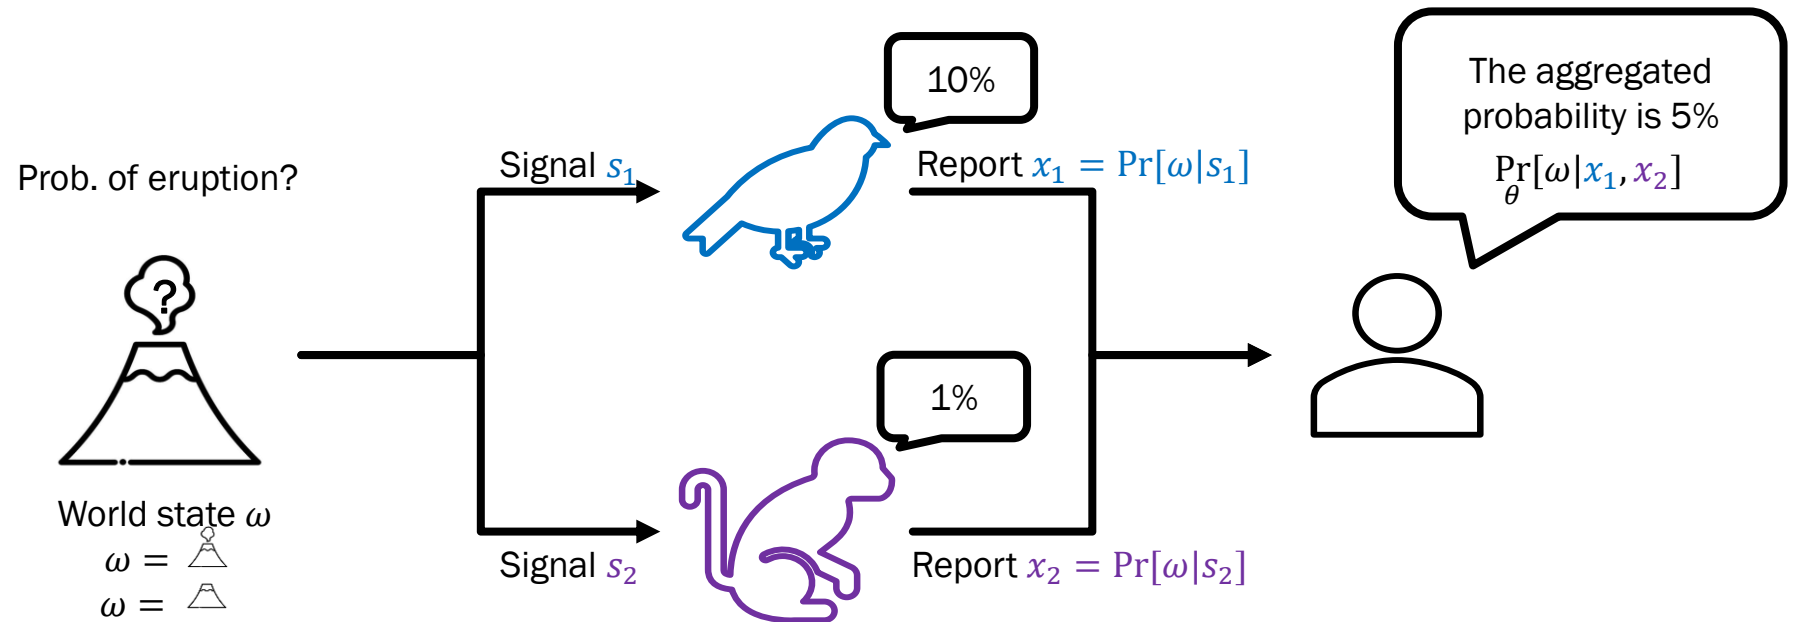 Prob. of eruption?
?
World state ω
ω =
ω =
Signal s₁
10%
Report x₁ = Pr[ω|s₁]
Signal s₂
1%
Report x₂ = Pr[ω|s₂]
The aggregated
probability is 5%
Pr[ω|x₁, x₂]
θ